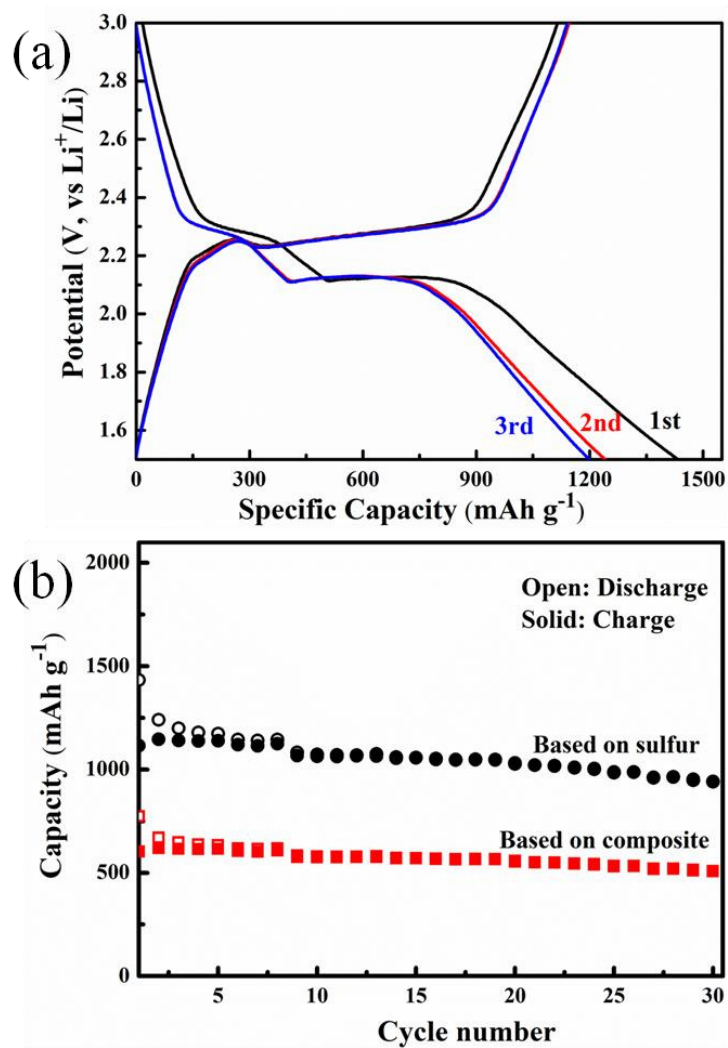 (a)
3.0
2.8
2.6
2.4
2.2
2.0
1.8
1.6
Potential (V, vs Li⁺/Li)
3rd
2nd
1st
0
300
600
900
1200
1500
Specific Capacity (mAh g⁻¹)
(b)
2000
1500
1000
500
0
Capacity (mAh g⁻¹)
Open: Discharge
Solid: Charge
Based on sulfur
Based on composite
5
10
15
20
25
30
Cycle number